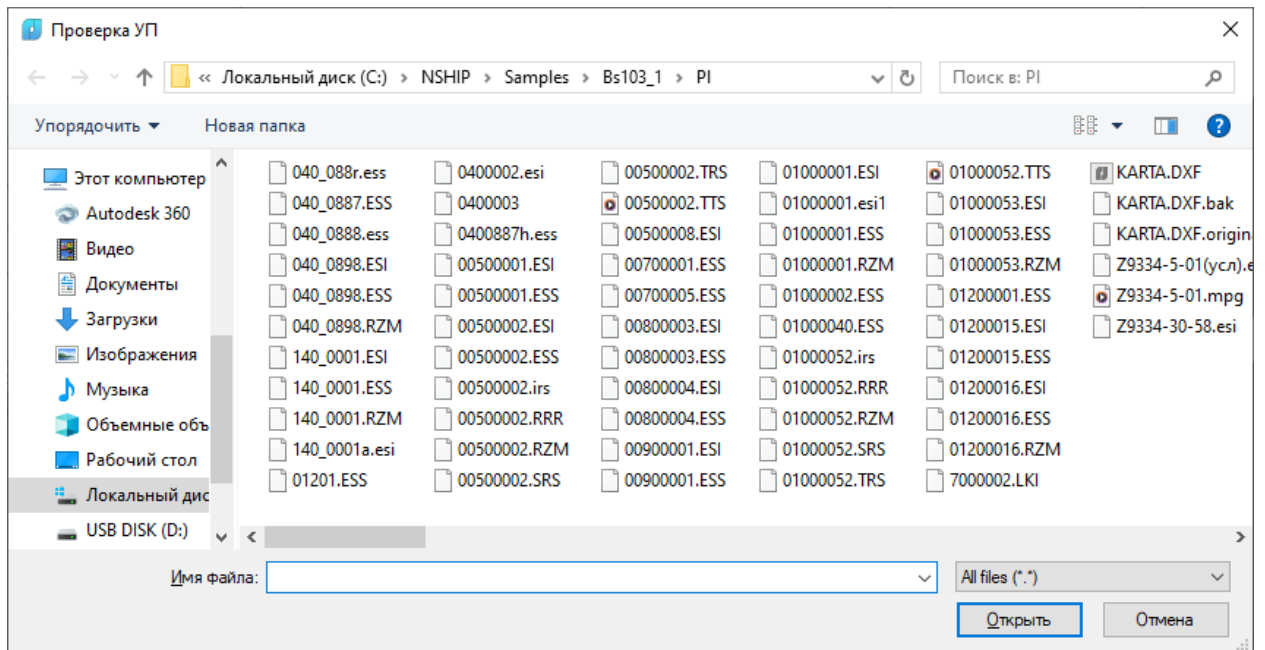 Проверка УП
« Локальный диск (C:) › NSHIP › Samples › Bs103_1 › PI
Поиск в: PI
Упорядочить
Новая папка
Этот компьютер
Autodesk 360
Видео
Документы
Загрузки
Изображения
Музыка
Объемные объ
Рабочий стол
Локальный дис
USB DISK (D:)
040_088r.ess
040_0887.ESS
040_0888.ess
040_0898.ESI
040_0898.ESS
040_0898.RZM
140_0001.ESI
140_0001.ESS
140_0001.RZM
140_0001a.esi
01201.ESS
0400002.esi
0400003
0400887h.ess
00500001.ESI
00500001.ESS
00500002.ESI
00500002.ESS
00500002.irs
00500002.RRR
00500002.RZM
00500002.SRS
00500002.TRS
00500002.TTS
00500008.ESI
00700001.ESS
00700005.ESS
00800003.ESI
00800003.ESS
00800004.ESI
00800004.ESS
00900001.ESI
00900001.ESS
01000001.ESI
01000001.esi1
01000001.ESS
01000001.RZM
01000002.ESS
01000040.ESS
01000052.irs
01000052.RRR
01000052.RZM
01000052.SRS
01000052.TRS
01000052.TTS
01000053.ESI
01000053.ESS
01000053.RZM
01200001.ESS
01200015.ESI
01200015.ESS
01200016.ESI
01200016.ESS
01200016.RZM
7000002.LKI
KARTA.DXF
KARTA.DXF.bak
KARTA.DXF.origin
Z9334-5-01(усл).e
Z9334-5-01.mpg
Z9334-30-58.esi
Имя файла:
All files (*.*)
Открыть
Отмена